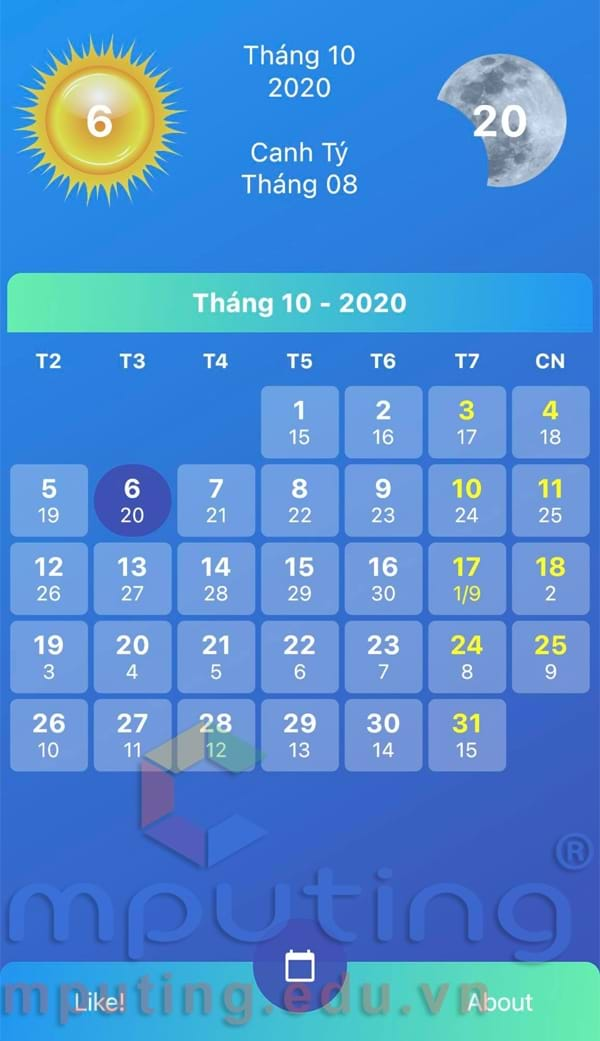 6
Tháng 10
2020
Canh Tý
Tháng 08
20
Tháng 10 - 2020
T2 T3 T4 T5 T6 T7 CN
1 2 3 4
15 16 17 18
5 6 7 8 9 10 11
19 20 21 22 23 24 25
12 13 14 15 16 17 18
26 27 28 29 30 1/9 2
19 20 21 22 23 24 25
3 4 5 6 7 8 9
26 27 28 29 30 31
10 11 12 13 14 15
mputing®
mputing.edu.vn
Like! About